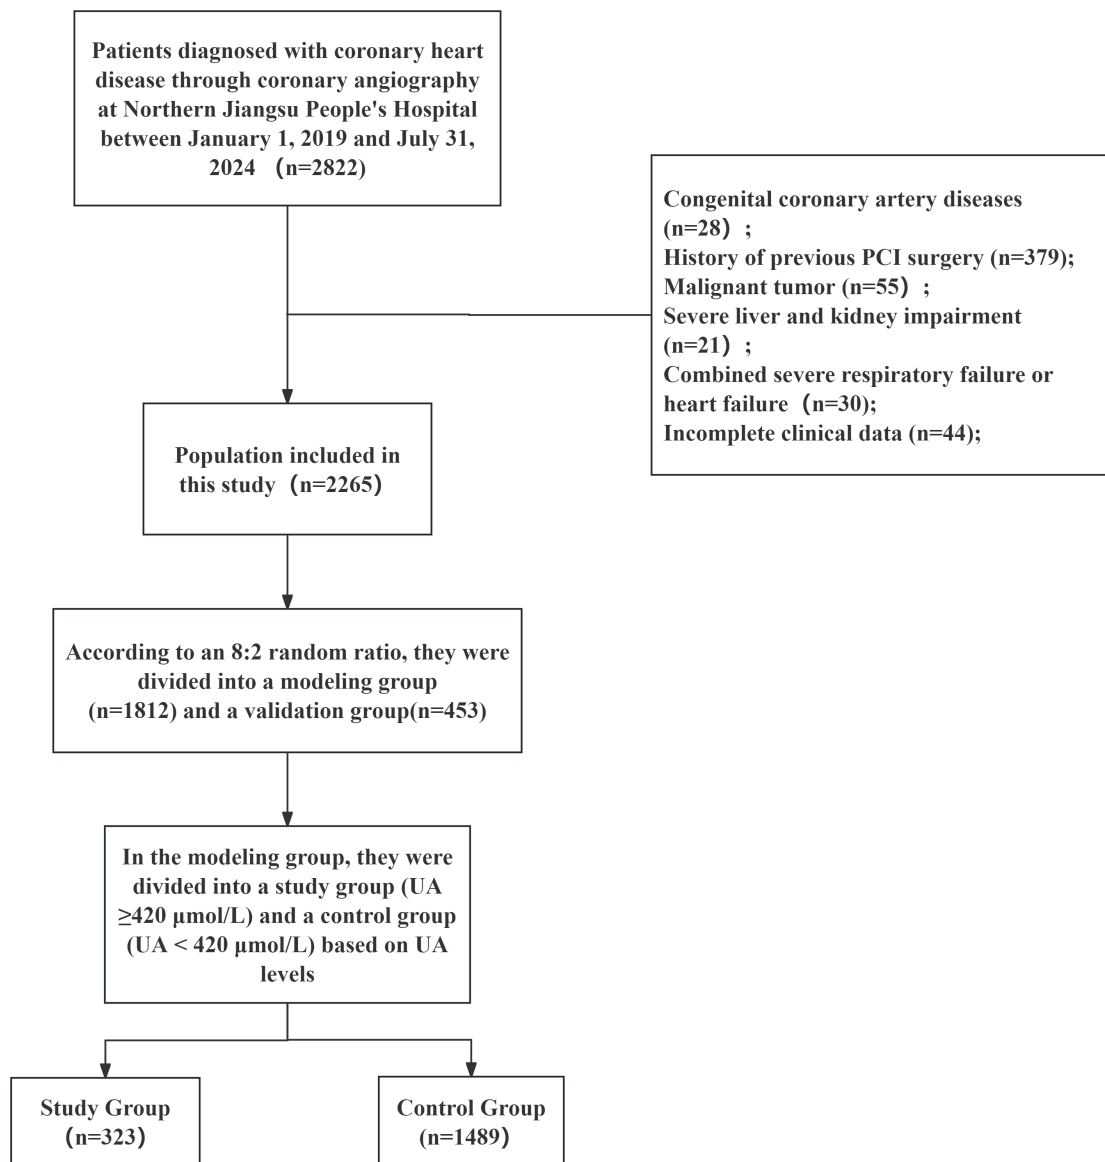 Patients diagnosed with coronary heart
disease through coronary angiography
at Northern Jiangsu People's Hospital
between January 1, 2019 and July 31,
2024 （n=2822)
Congenital coronary artery diseases
(n=28）;
History of previous PCI surgery (n=379);
Malignant tumor (n=55）;
Severe liver and kidney impairment
(n=21）;
Combined severe respiratory failure or
heart failure（n=30);
Incomplete clinical data (n=44);
Population included in
this study（n=2265）
According to an 8:2 random ratio, they were
divided into a modeling group
(n=1812) and a validation group(n=453)
In the modeling group, they were
divided into a study group (UA
≥420 μmol/L) and a control group
(UA < 420 μmol/L) based on UA
levels
Study Group
（n=323）
Control Group
(n=1489）